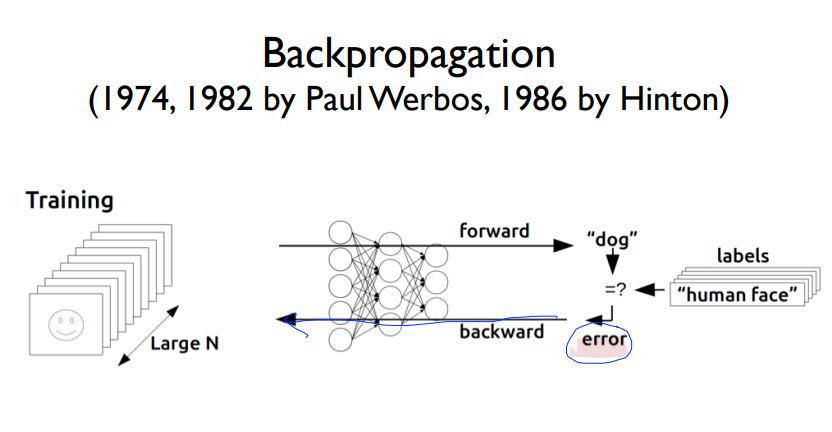 Backpropagation
(1974, 1982 by Paul Werbos, 1986 by Hinton)
Training
Large N
forward
"dog"
labels
=?
"human face"
backward
error